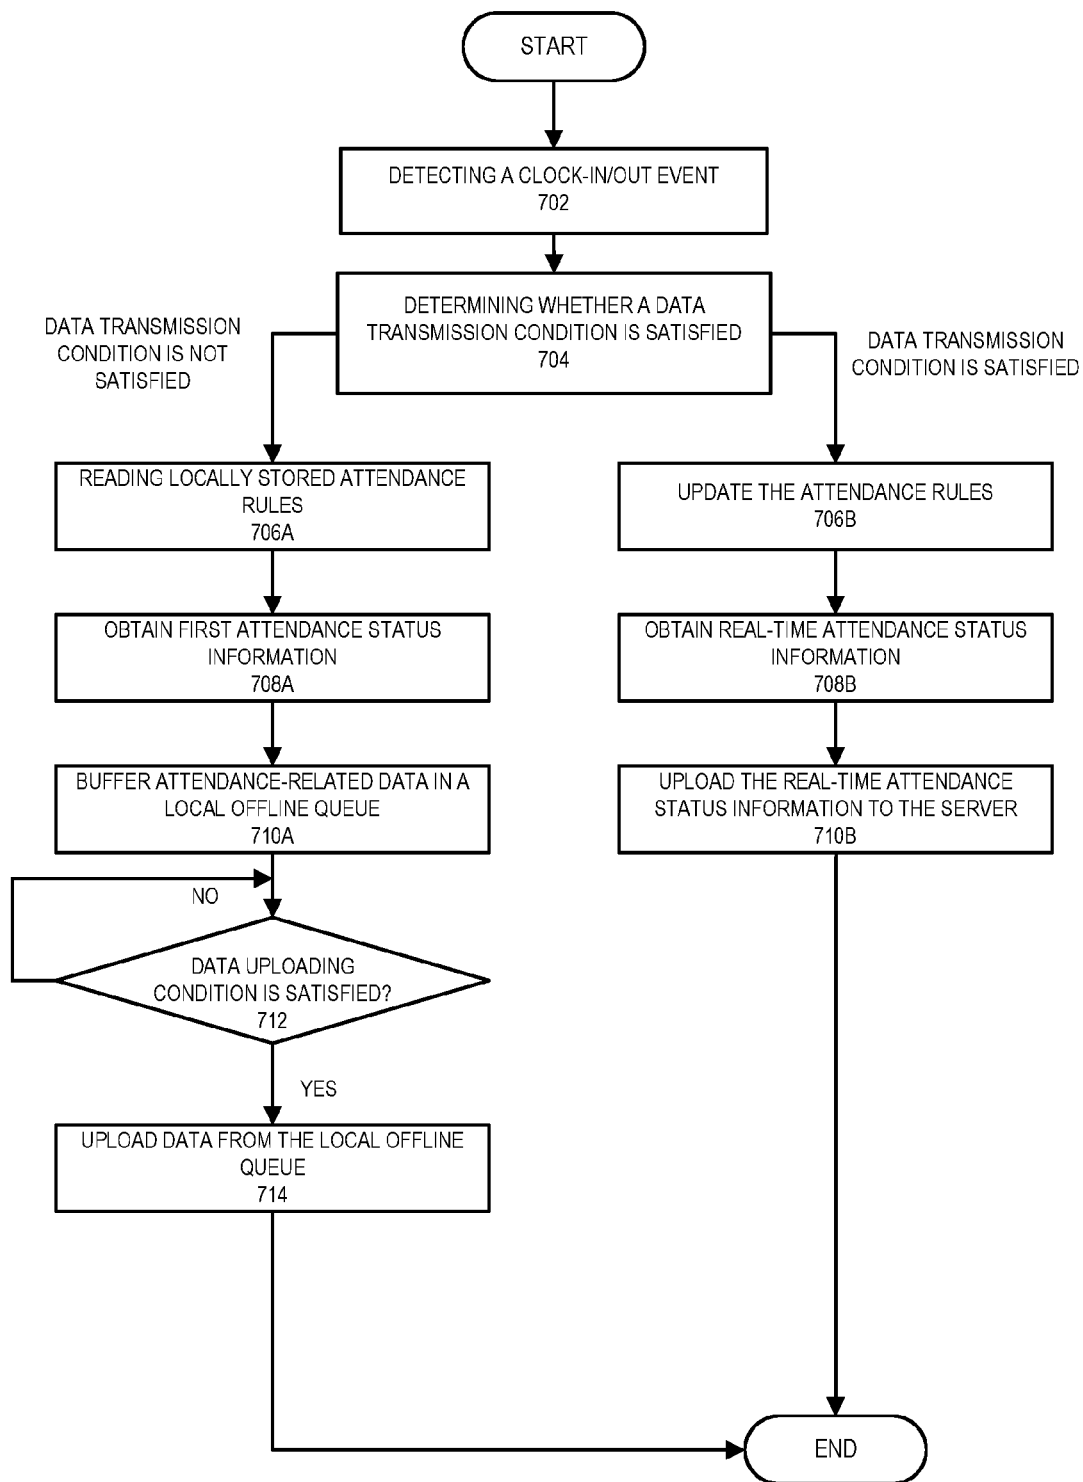 START
DETECTING A CLOCK-IN/OUT EVENT
702
DETERMINING WHETHER A DATA
TRANSMISSION CONDITION IS SATISFIED
704
DATA TRANSMISSION
CONDITION IS NOT
SATISFIED
DATA TRANSMISSION
CONDITION IS SATISFIED
READING LOCALLY STORED ATTENDANCE
RULES
706A
UPDATE THE ATTENDANCE RULES
706B
OBTAIN FIRST ATTENDANCE STATUS
INFORMATION
708A
OBTAIN REAL-TIME ATTENDANCE STATUS
INFORMATION
708B
BUFFER ATTENDANCE-RELATED DATA IN A
LOCAL OFFLINE QUEUE
710A
UPLOAD THE REAL-TIME ATTENDANCE
STATUS INFORMATION TO THE SERVER
710B
NO
DATA UPLOADING
CONDITION IS SATISFIED?
712
YES
UPLOAD DATA FROM THE LOCAL OFFLINE
QUEUE
714
END